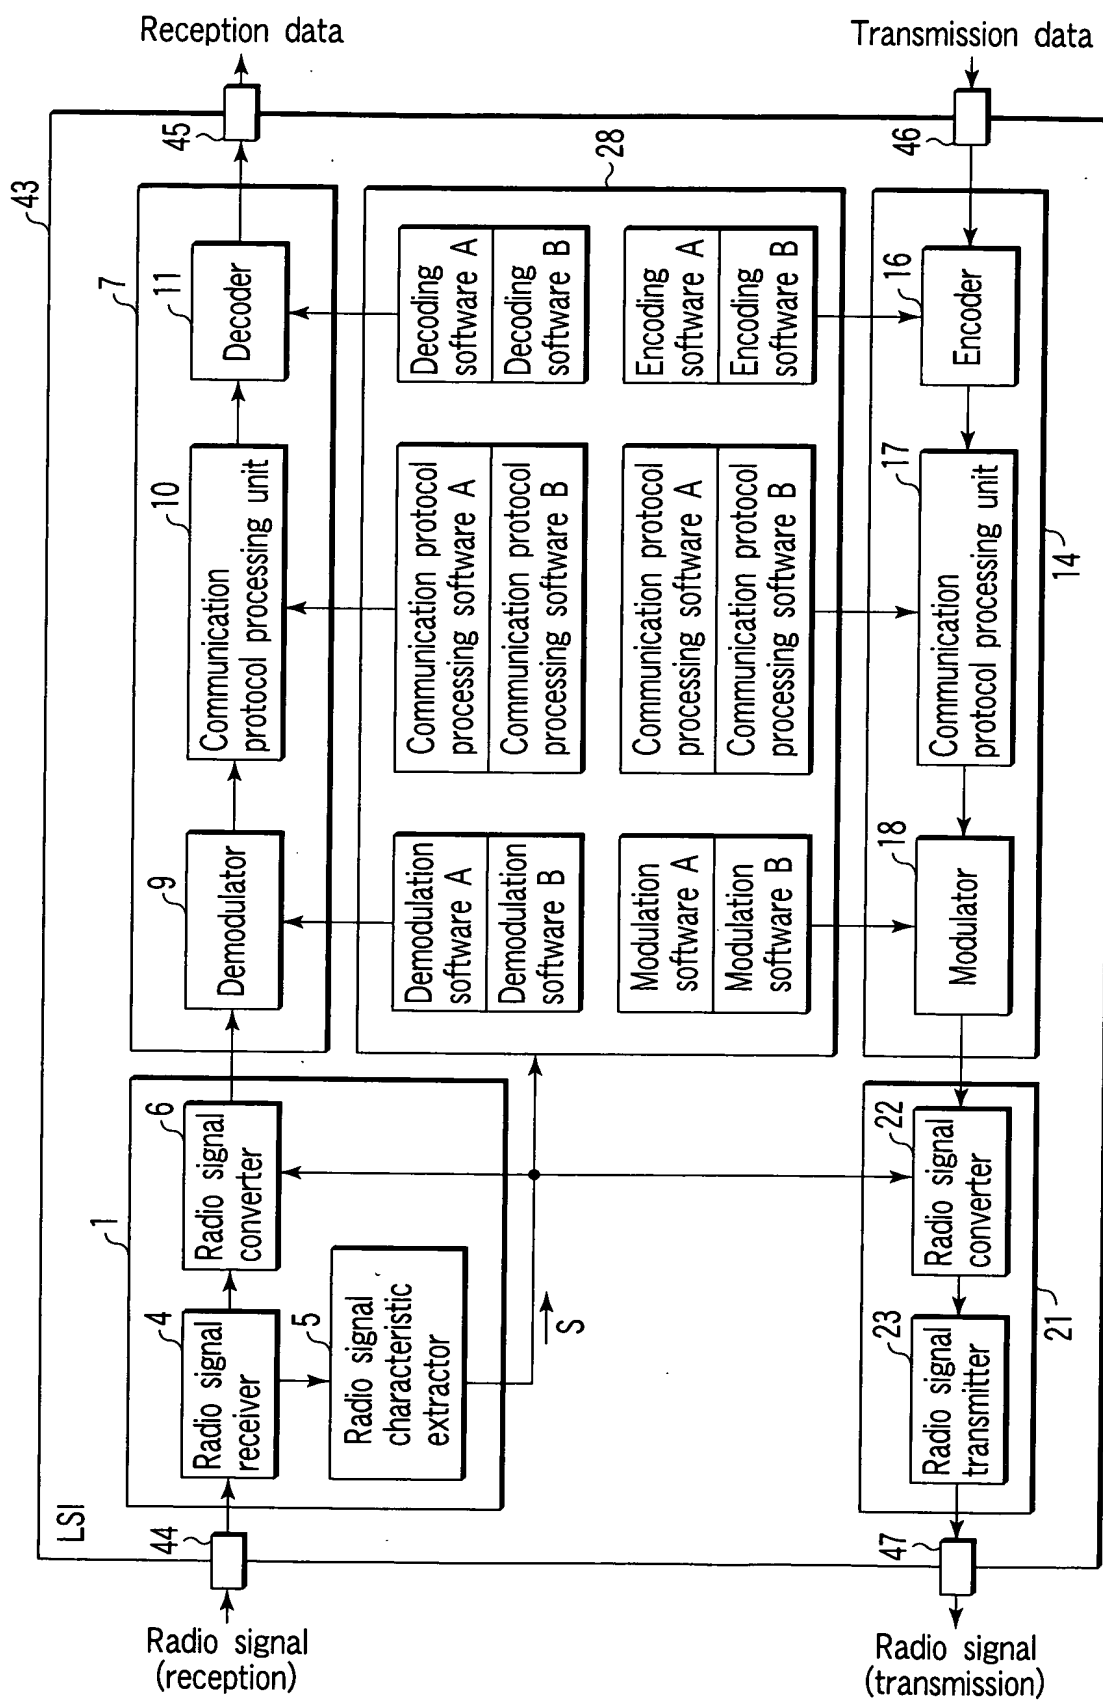 43
LSI
Radio signal
(reception)
44
1
4
Radio signal
receiver
6
Radio signal
converter
5
Radio signal
characteristic
extractor
S
7
9
Demodulator
10
Communication
protocol processing unit
11
Decoder
45
Reception data
28
Demodulation
software A
Demodulation
software B
Communication protocol
processing software A
Communication protocol
processing software B
Decoding
software A
Decoding
software B
Modulation
software A
Modulation
software B
Communication protocol
processing software A
Communication protocol
processing software B
Encoding
software A
Encoding
software B
Radio signal
(transmission)
47
21
23
Radio signal
transmitter
22
Radio signal
converter
14
18
Modulator
17
Communication
protocol processing unit
16
Encoder
46
Transmission data